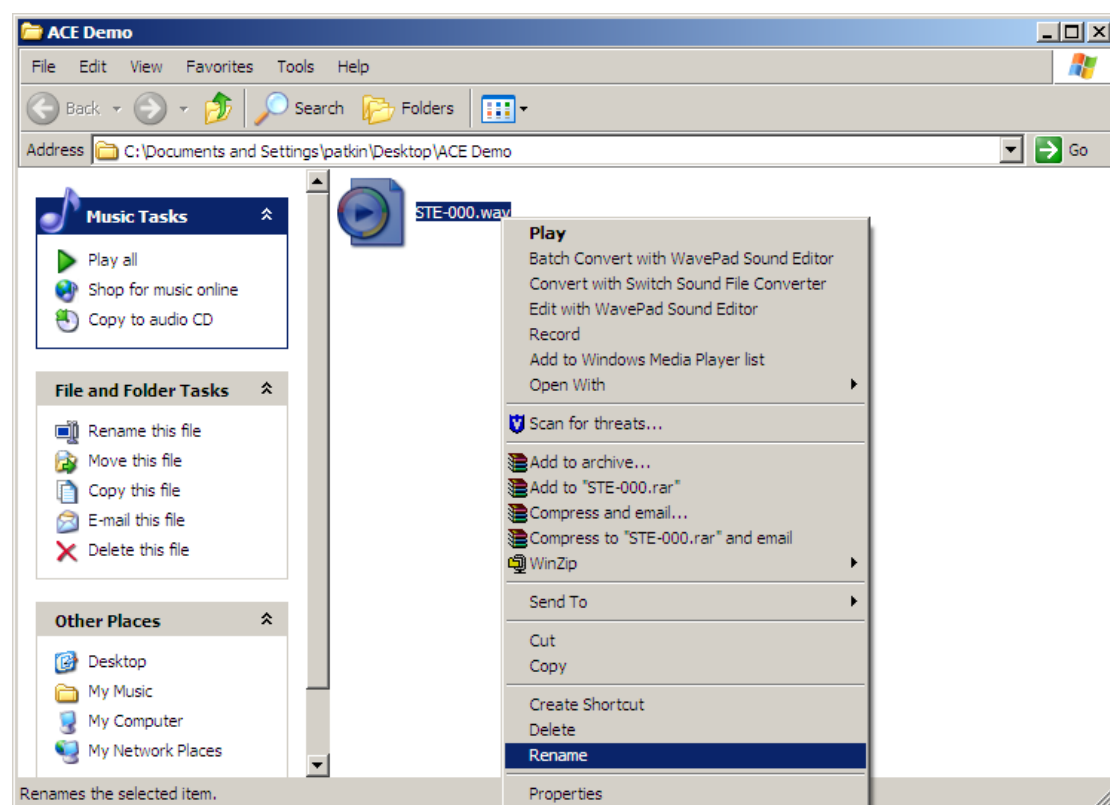 ACE Demo
File Edit View Favorites Tools Help
Back Search Folders
Address C:\Documents and Settings\patkin\Desktop\ACE Demo Go
Music Tasks
Play all
Shop for music online
Copy to audio CD
File and Folder Tasks
Rename this file
Move this file
Copy this file
E-mail this file
Delete this file
Other Places
Desktop
My Music
My Computer
My Network Places
STE-000.wav
Play
Batch Convert with WavePad Sound Editor
Convert with Switch Sound File Converter
Edit with WavePad Sound Editor
Record
Add to Windows Media Player list
Open With
Scan for threats...
Add to archive...
Add to "STE-000.rar"
Compress and email...
Compress to "STE-000.rar" and email
WinZip
Send To
Cut
Copy
Create Shortcut
Delete
Rename
Properties
Renames the selected item.